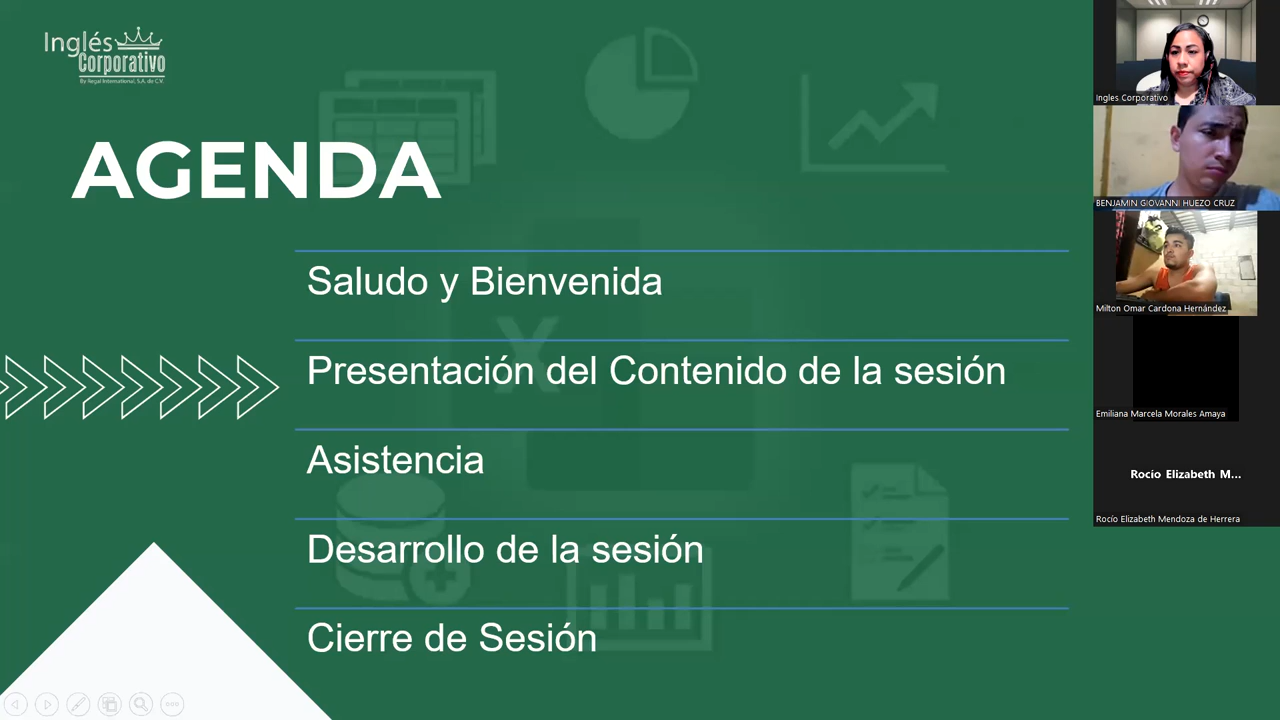 Inglés
Corporativo
By Regal International, S.A. de C.V.
AGENDA
Saludo y Bienvenida
Presentación del Contenido de la sesión
Asistencia
Desarrollo de la sesión
Cierre de Sesión
Ingles Corporativo
BENJAMIN GIOVANNI HUEZO CRUZ
Milton Omar Cardona Hernández
Emiliana Marcela Morales Amaya
Rocío Elizabeth M...
Rocío Elizabeth Mendoza de Herrera
X